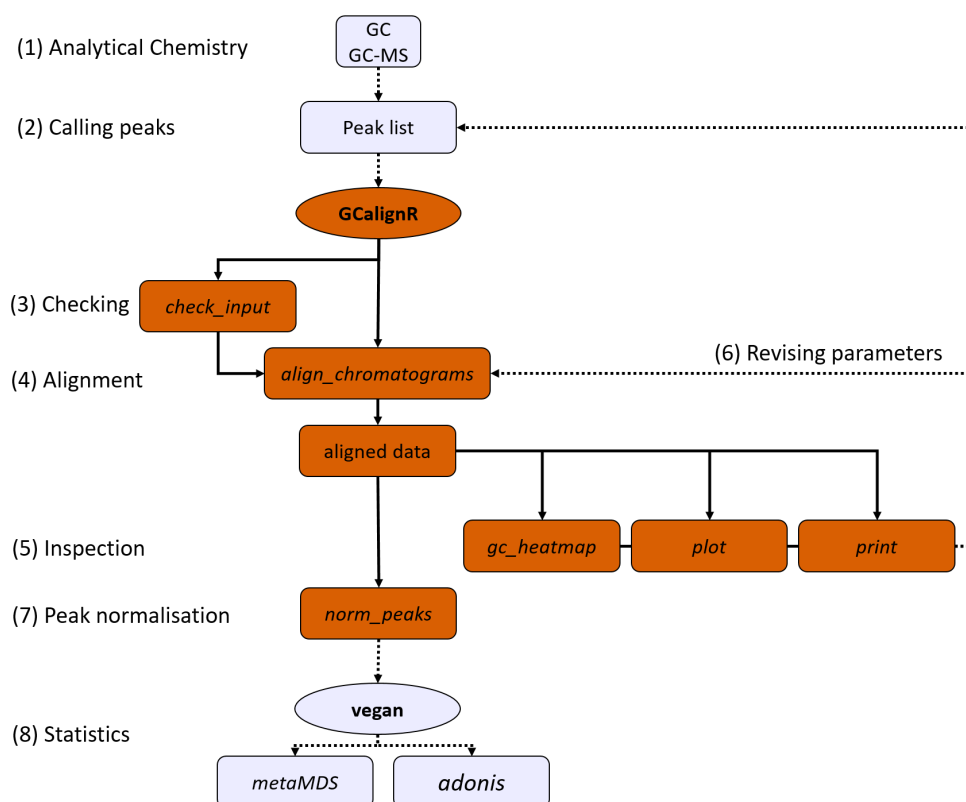 (1) Analytical Chemistry
GC
GC-MS
(2) Calling peaks
Peak list
GCalignR
(3) Checking
check_input
(6) Revising parameters
(4) Alignment
align_chromatograms
aligned data
(5) Inspection
gc_heatmap
plot
print
(7) Peak normalisation
norm_peaks
vegan
(8) Statistics
metaMDS
adonis